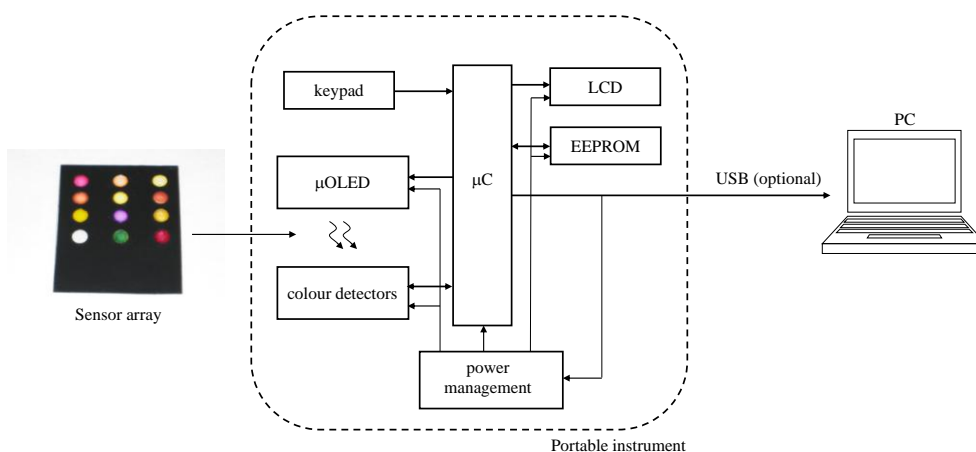 keypad
LCD
PC
EEPROM
μOLED
μC
USB (optional)
colour detectors
Sensor array
power
management
Portable instrument